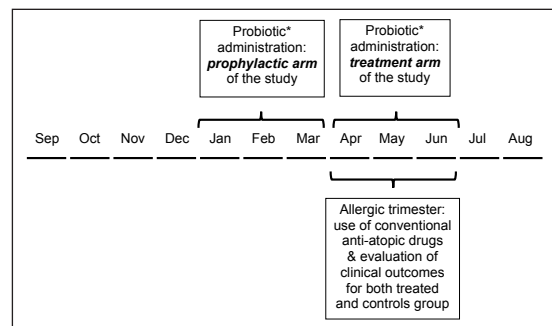 Probiotic*
administration:
prophylactic arm
of the study
Probiotic*
administration:
treatment arm
of the study
Sep Oct Nov Dec Jan Feb Mar Apr May Jun Jul Aug
Allergic trimester:
use of conventional
anti-atopic drugs
& evaluation of
clinical outcomes
for both treated
and controls group